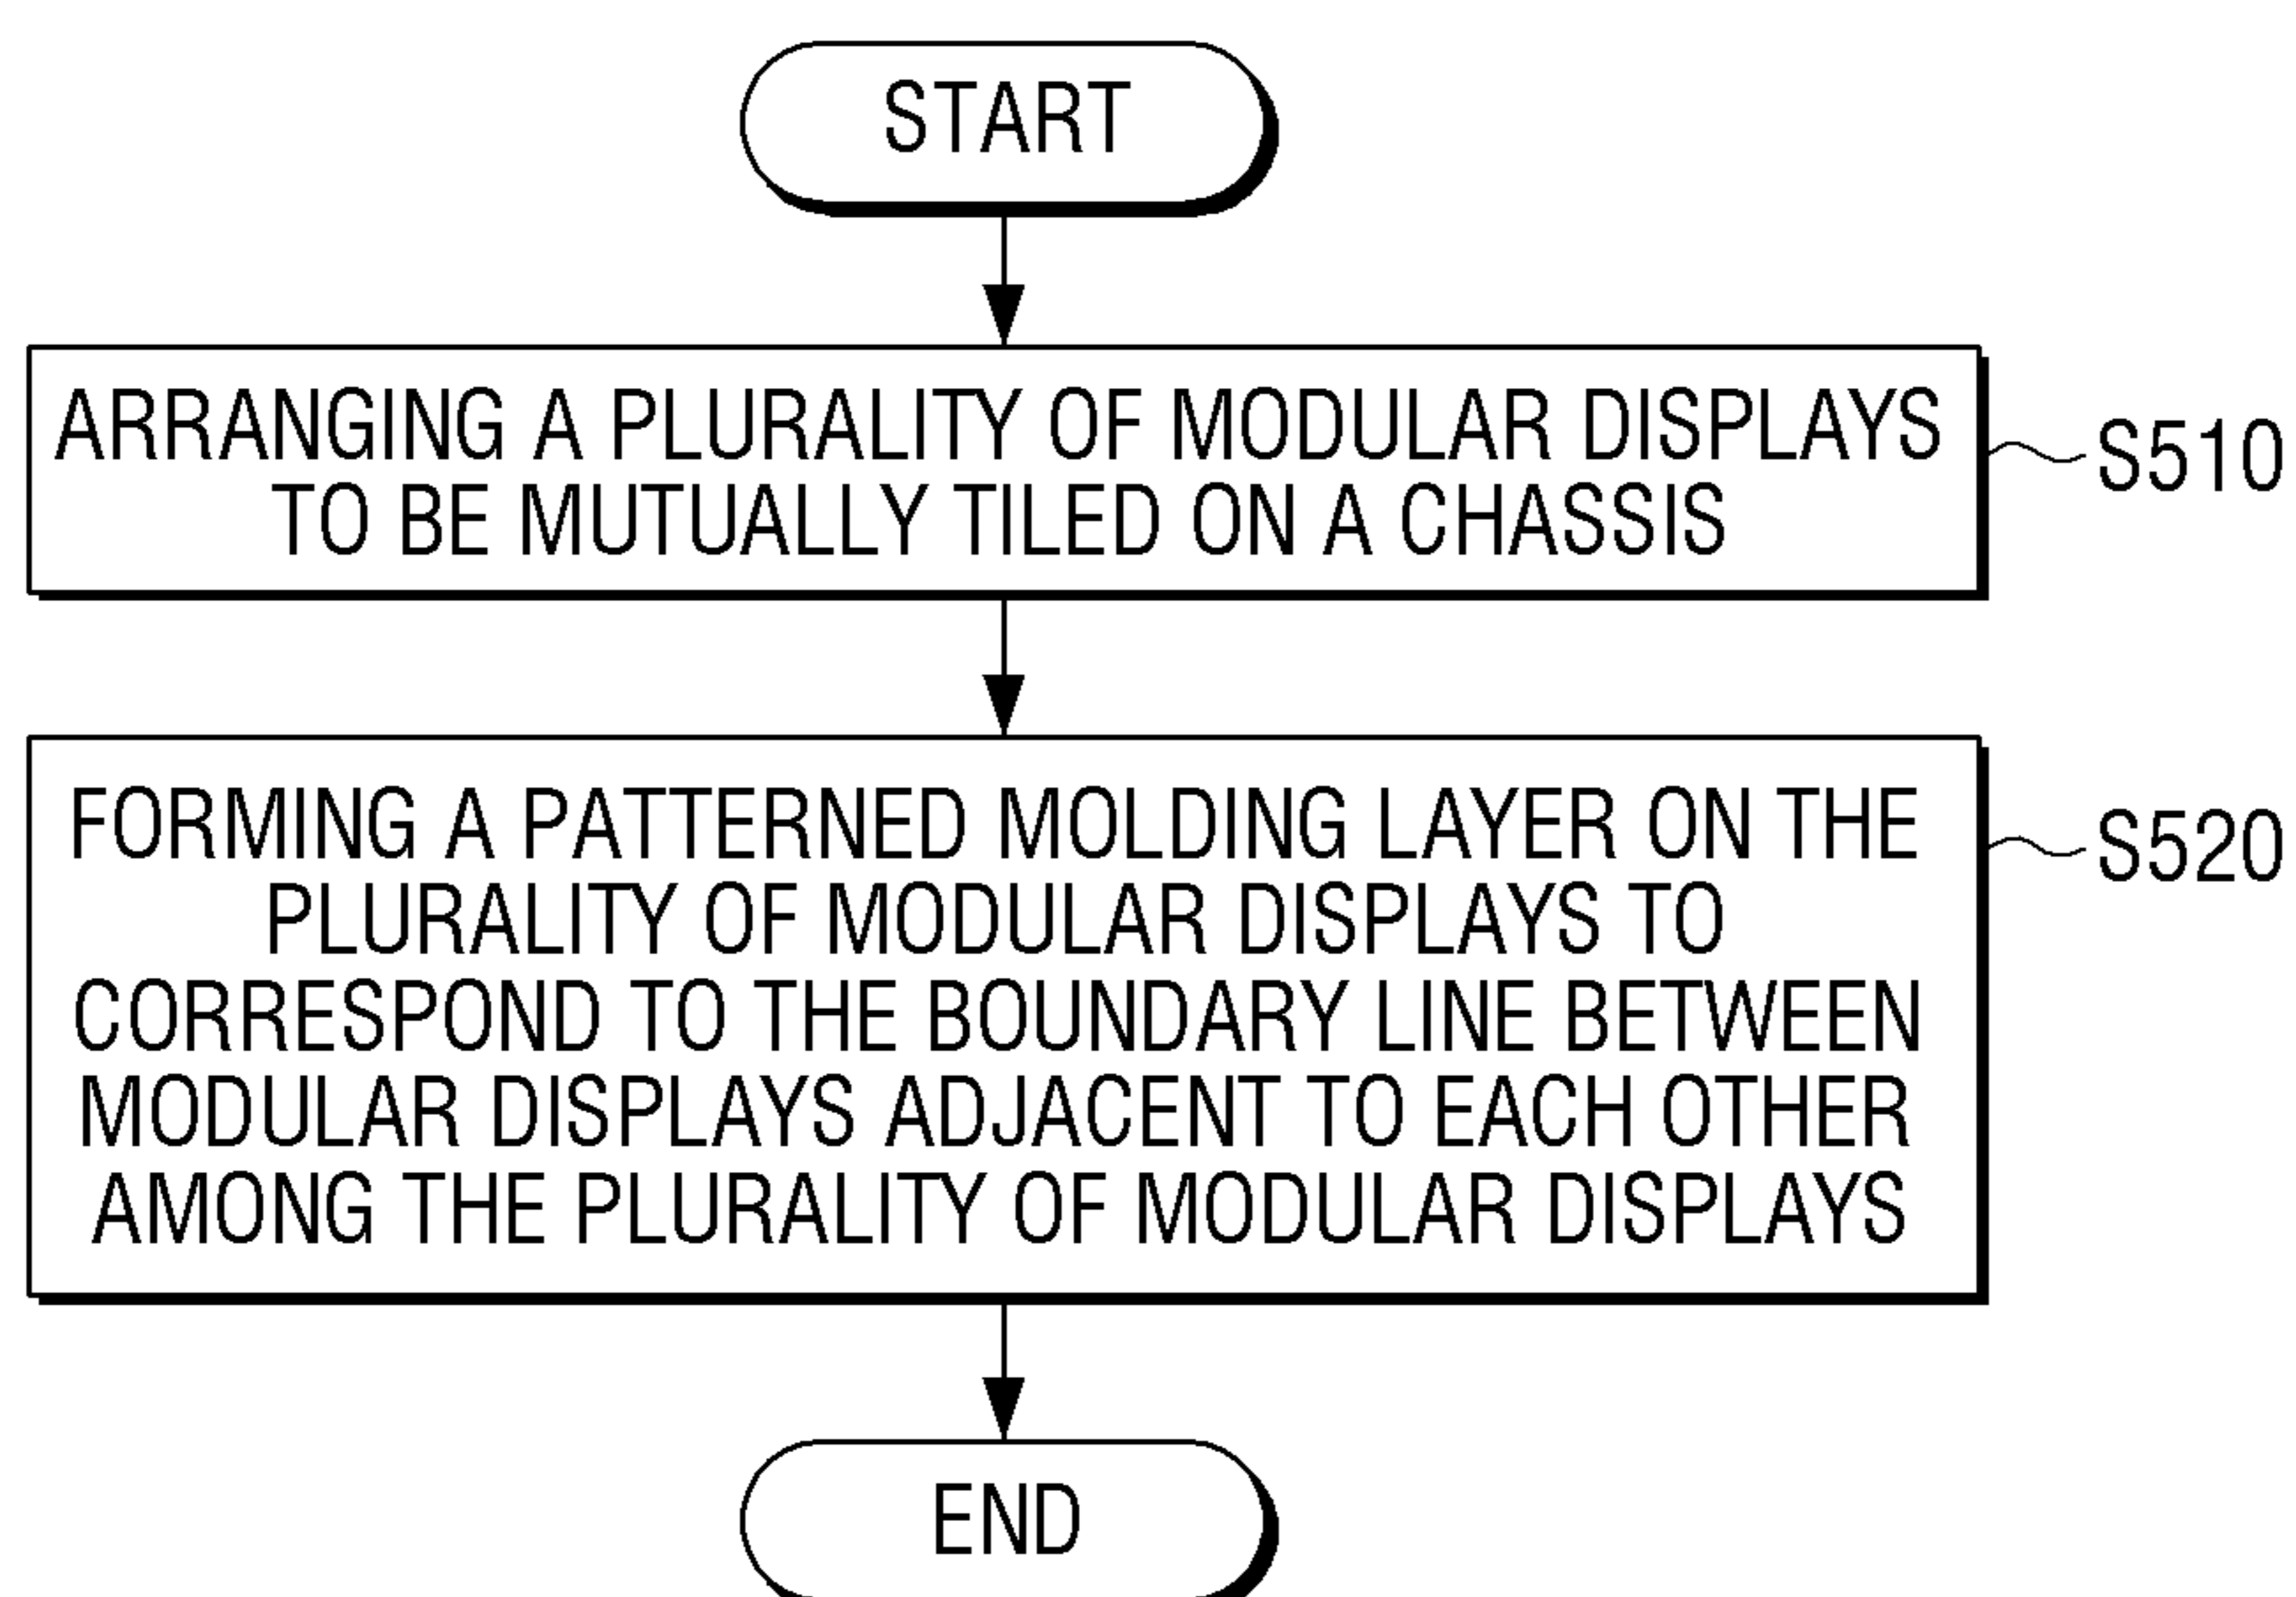 START
ARRANGING A PLURALITY OF MODULAR DISPLAYS
TO BE MUTUALLY TILED ON A CHASSIS
S510
FORMING A PATTERNED MOLDING LAYER ON THE
PLURALITY OF MODULAR DISPLAYS TO
CORRESPOND TO THE BOUNDARY LINE BETWEEN
MODULAR DISPLAYS ADJACENT TO EACH OTHER
AMONG THE PLURALITY OF MODULAR DISPLAYS
S520
END